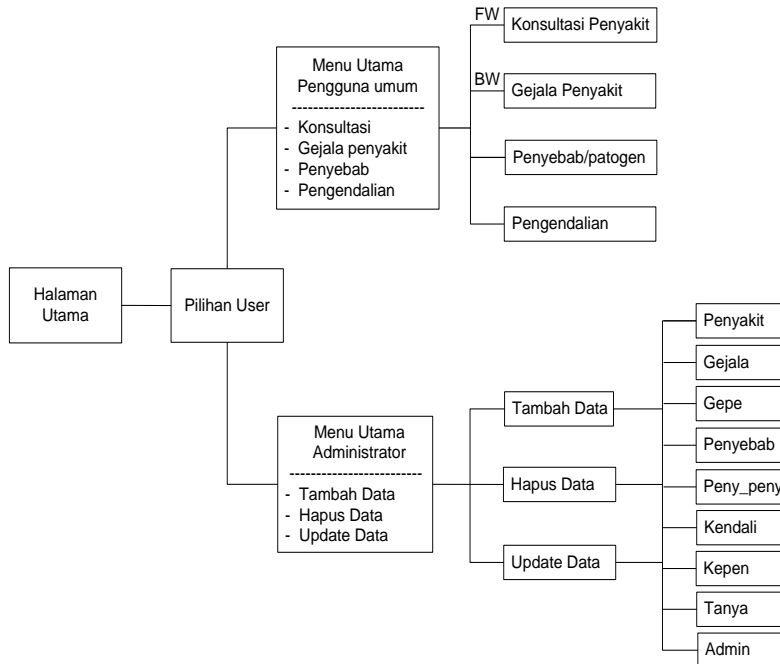 FW
Konsultasi Penyakit
Menu Utama
Pengguna umum
--------------------------
- Konsultasi
- Gejala penyakit
- Penyebab
- Pengendalian
BW
Gejala Penyakit
Penyebab/patogen
Pengendalian
Halaman
Utama
Pilihan User
Menu Utama
Administrator
--------------------------
- Tambah Data
- Hapus Data
- Update Data
Tambah Data
Hapus Data
Update Data
Penyakit
Gejala
Gepe
Penyebab
Peny_peny
Kendali
Kepen
Tanya
Admin